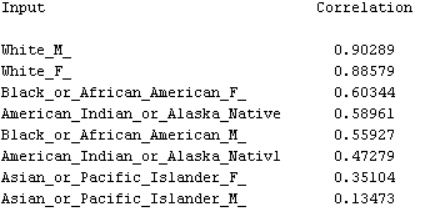 Input Correlation
White_M_ 0.90289
White_F_ 0.88579
Black_or_African_American_F_ 0.60344
American_Indian_or_Alaska_Native 0.58961
Black_or_African_American_M_ 0.55927
American_Indian_or_Alaska_Nativl 0.47279
Asian_or_Pacific_Islander_F_ 0.35104
Asian_or_Pacific_Islander_M_ 0.13473